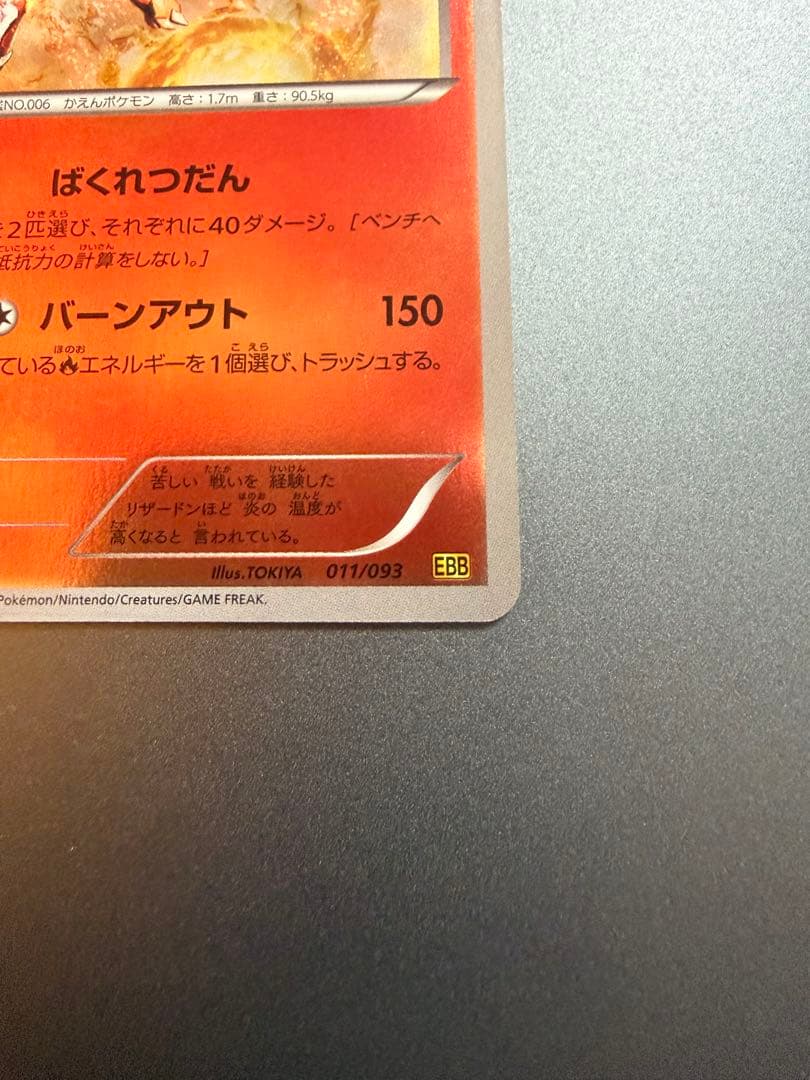 NO.006 かえんポケモン 高さ：1.7m 重さ：90.5kg
ばくれつだん
2匹選び、それぞれに40ダメージ。［ベンチへ
抵抗力の計算をしない。］
バーンアウト 150
ている エネルギーを1個選び、トラッシュする。
苦しい 戦いを 経験した
リザードンほど 炎の 温度が
高くなると 言われている。
Illus.TOKIYA 011/093 EBB
Pokémon/Nintendo/Creatures/GAME FREAK.